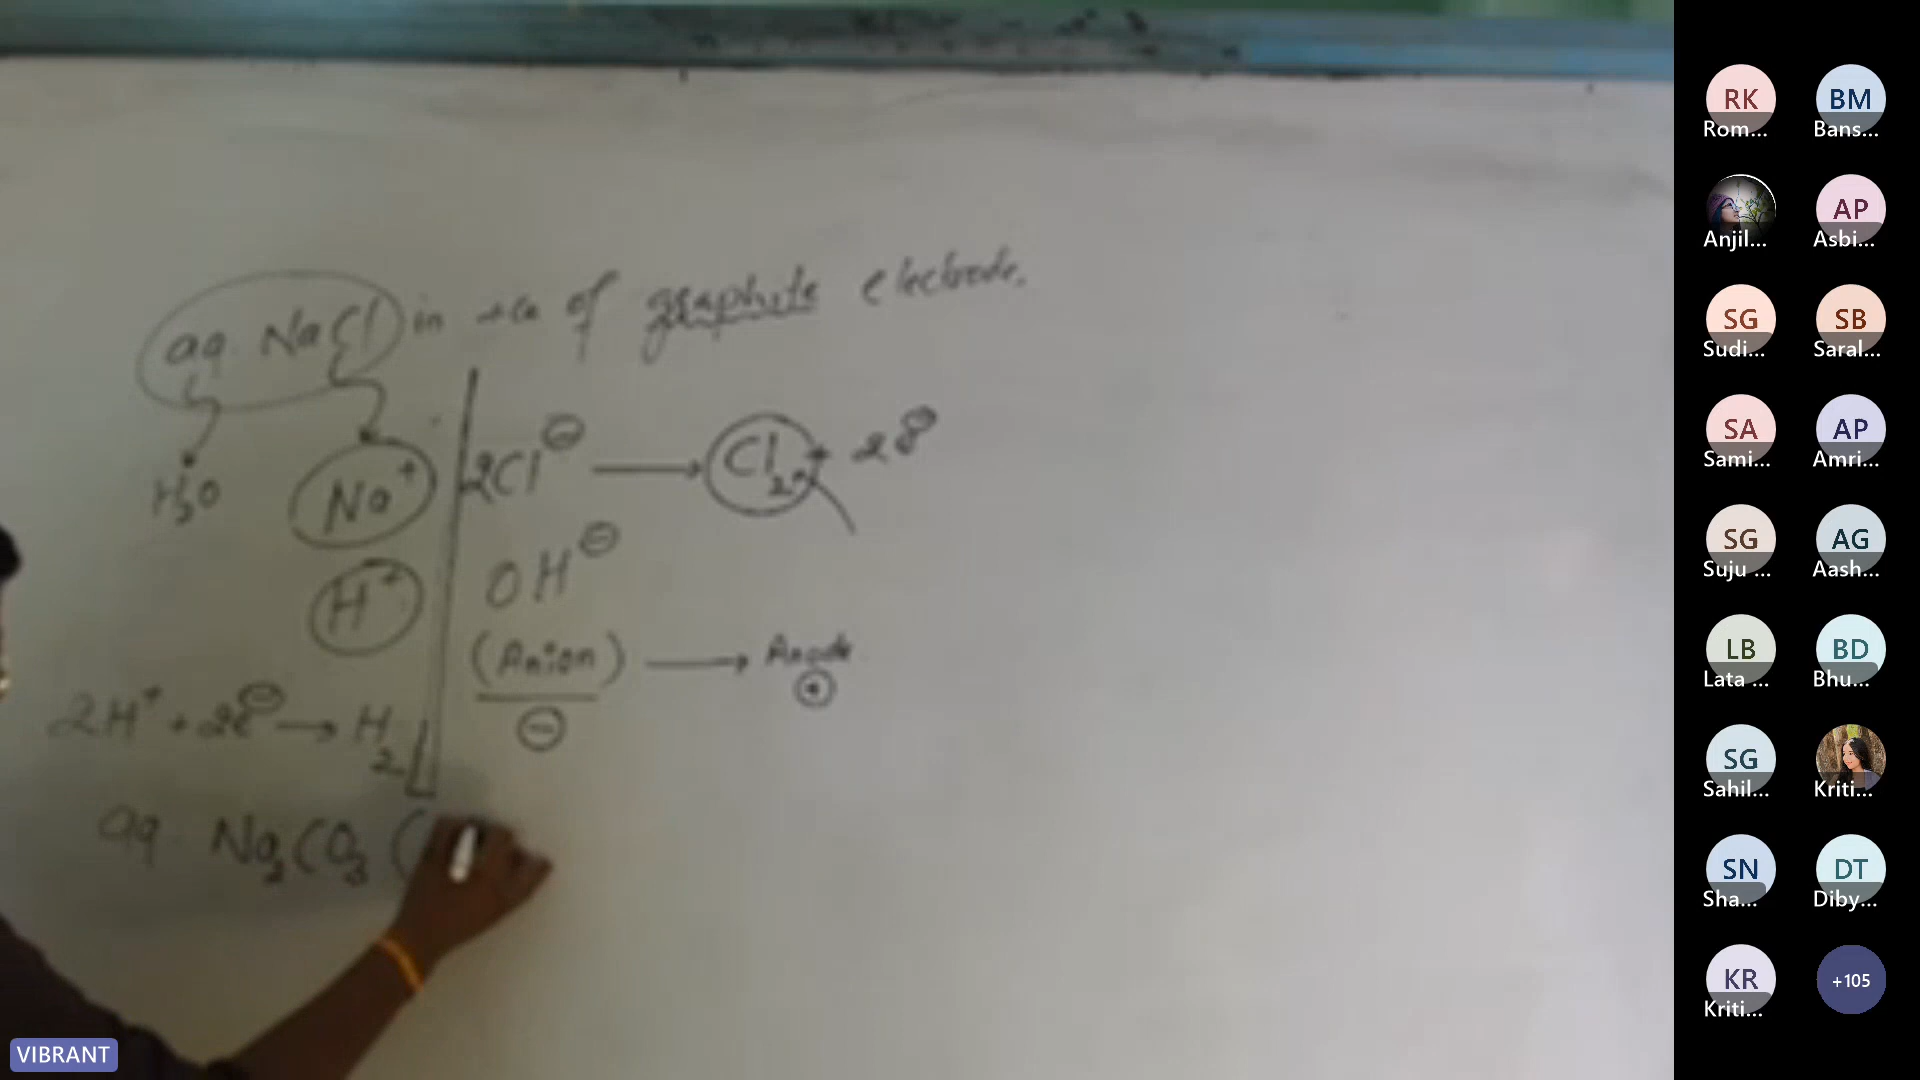 aq. NaCl in +ce of graphite electrode.
H2O
Na+
2Cl⊖ → Cl2 + 2e⊖
H+
OH⊖
(Anion) → Anode
⊖ ⊕
2H+ + 2e⊖ → H2
aq. Na2CO3 (
VIBRANT
RK BM
Rom... Bans...
AP
Anjil... Asbi...
SG SB
Sudi... Saral...
SA AP
Sami... Amri...
SG AG
Suju ... Aash...
LB BD
Lata ... Bhu...
SG
Sahil... Kriti...
SN DT
Sha... Diby...
KR +105
Kriti...